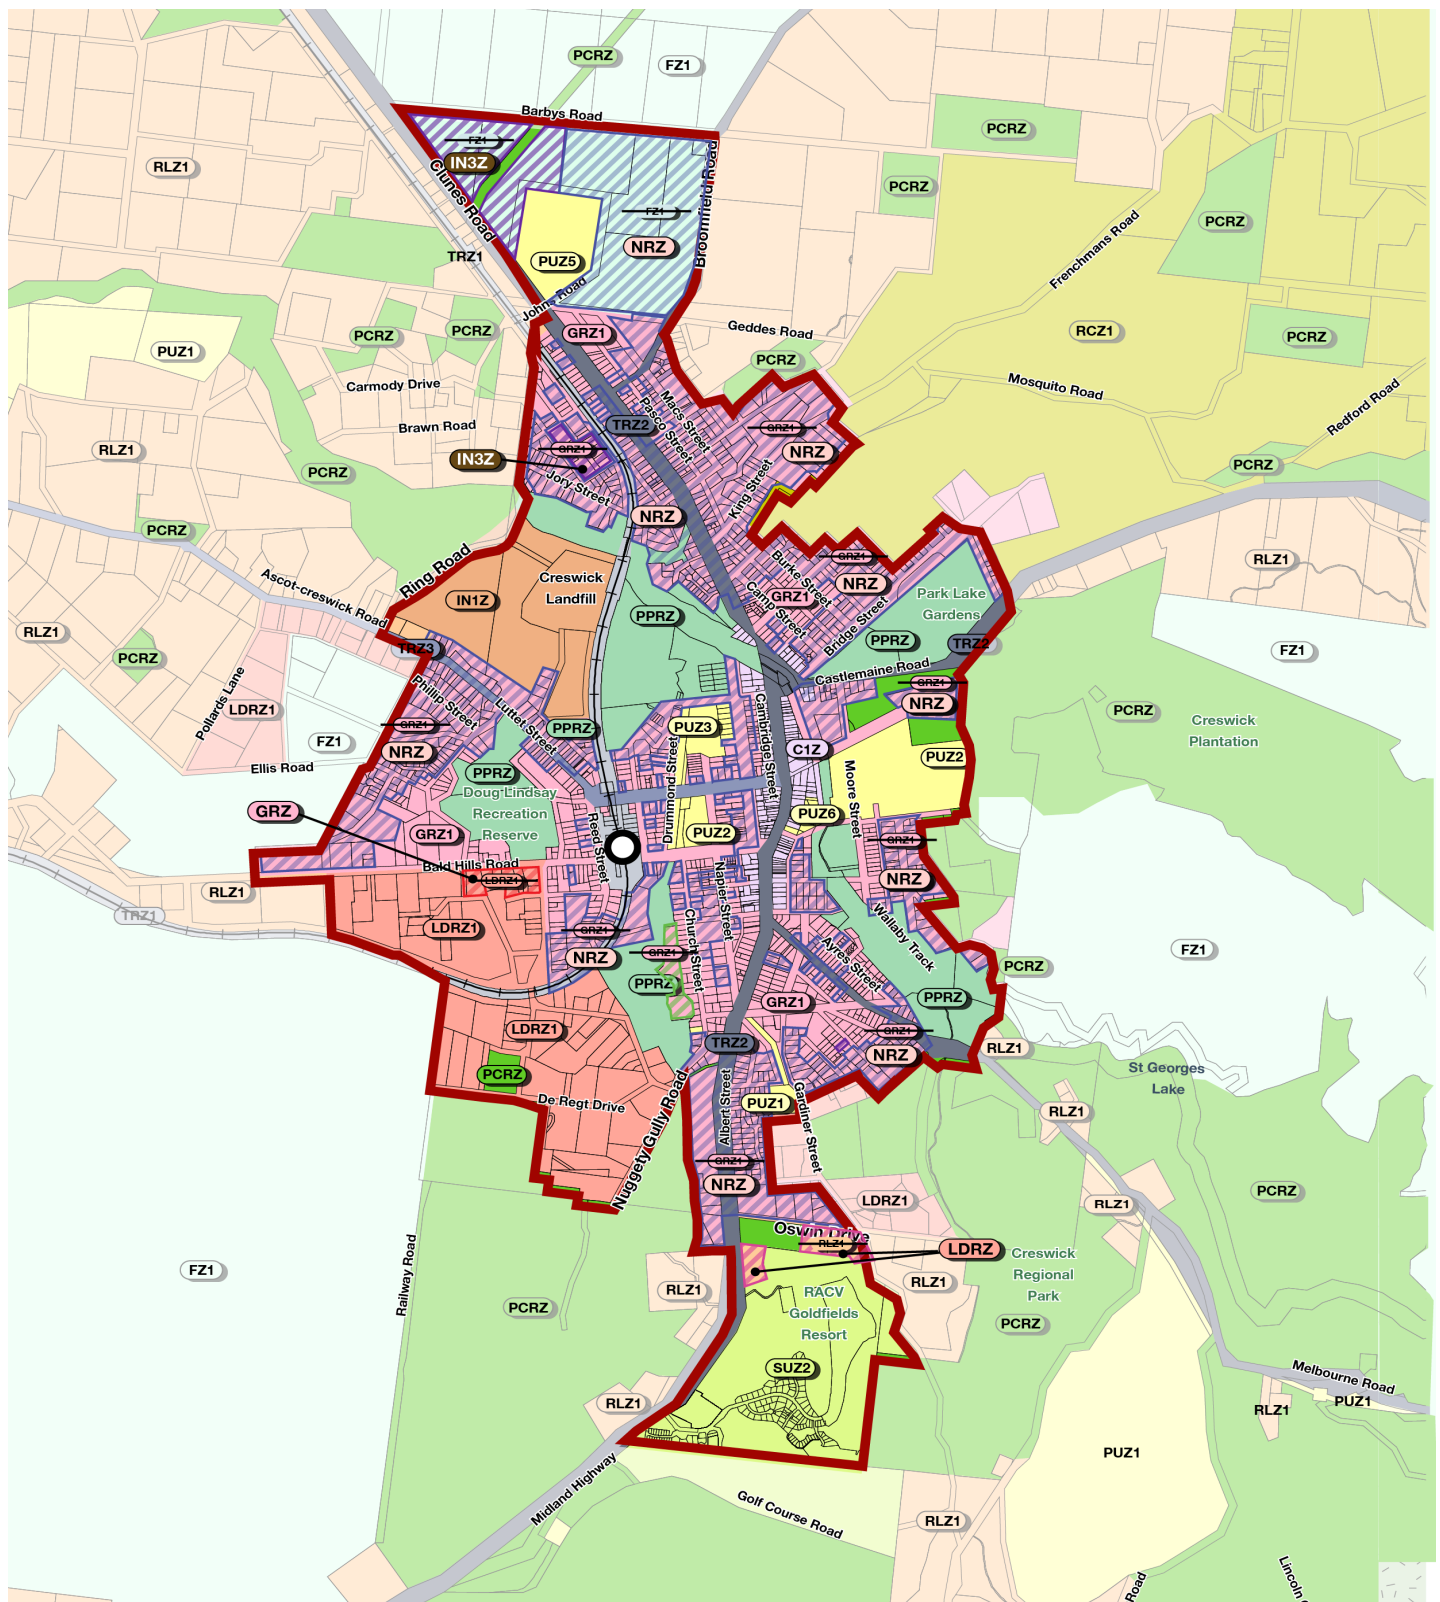 PCRZ
FZ1
Barbys Road
PCRZ
FZ1
IN3Z
RLZ1
Clunes Road
PCRZ
FZ1
NRZ
Broomfield Road
PCRZ
TRZ1
PUZ5
Frenchmans Road
Johns Road
GRZ1
Geddes Road
RCZ1
PCRZ
PCRZ
PCRZ
PUZ1
PCRZ
Carmody Drive
Mosquito Road
Redford Road
Macs Street
Pasco Street
TRZ2
Brawn Road
GRZ1
NRZ
RLZ1
GRZ1
IN3Z
PCRZ
PCRZ
Jory Street
King Street
NRZ
PCRZ
Ring Road
GRZ1
RLZ1
Burke Street
NRZ
Creswick
Landfill
Ascot-creswick Road
IN1Z
GRZ1
Camp Street
Park Lake
Gardens
PPRZ
Bridge Street
PPRZ
RLZ1
TRZ3
TRZ2
FZ1
PCRZ
Castlemaine Road
GRZ1
Phillip Street
Pollards Lane
LDRZ1
NRZ
PCRZ
Luttet Street
Cambridge Street
GRZ1
PPRZ
PUZ3
Creswick
Plantation
FZ1
NRZ
C1Z
PUZ2
Ellis Road
PPRZ
Drummond Street
Moore Street
Doug Lindsay
Recreation
Reserve
GRZ
PUZ6
GRZ1
PUZ2
Reed Street
GRZ1
Bald Hills Road
LDRZ1
NRZ
RLZ1
Napier Street
TRZ1
LDRZ1
GRZ1
Church Street
Wallaby Track
NRZ
GRZ1
Ayres Street
FZ1
PCRZ
PPRZ
PPRZ
GRZ1
LDRZ1
GRZ1
TRZ2
NRZ
RLZ1
St Georges
Lake
PCRZ
De Regt Drive
Nuggety Gully Road
Albert Street
PUZ1
Gardiner Street
RLZ1
GRZ1
NRZ
PCRZ
LDRZ1
RLZ1
Oswin Drive
RLZ1
LDRZ
Creswick
Regional
Park
FZ1
Railway Road
RLZ1
RLZ1
RACV
Goldfields
Resort
PCRZ
PCRZ
SUZ2
Melbourne Road
PUZ1
RLZ1
RLZ1
PUZ1
Midland Highway
Golf Course Road
RLZ1
Road
Lincoln